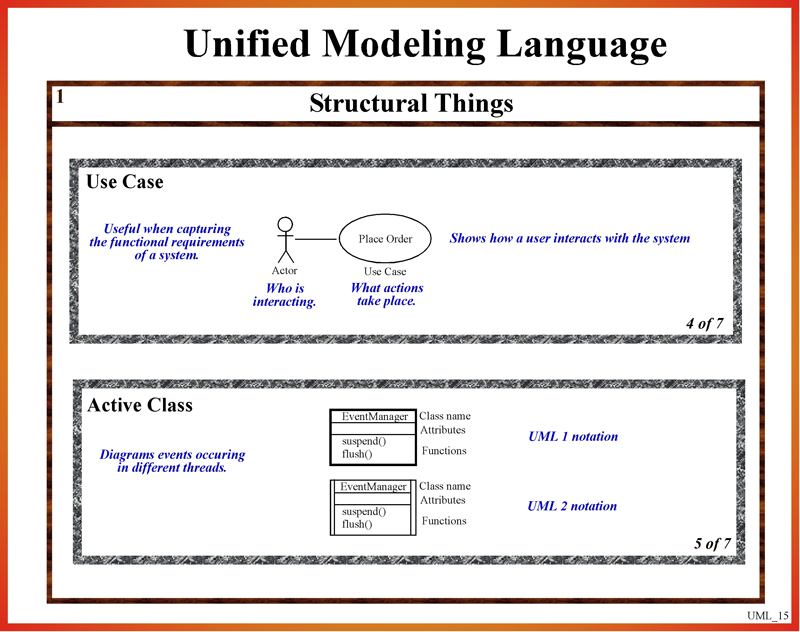 Unified Modeling Language
1
Structural Things
Use Case
Useful when capturing
the functional requirements
of a system.
Place Order
Shows how a user interacts with the system
Actor
Use Case
Who is
interacting.
What actions
take place.
4 of 7
Active Class
Diagrams events occuring
in different threads.
EventManager
Class name
Attributes
suspend()
flush()
Functions
UML 1 notation
EventManager
Class name
Attributes
suspend()
flush()
Functions
UML 2 notation
5 of 7
UML_15